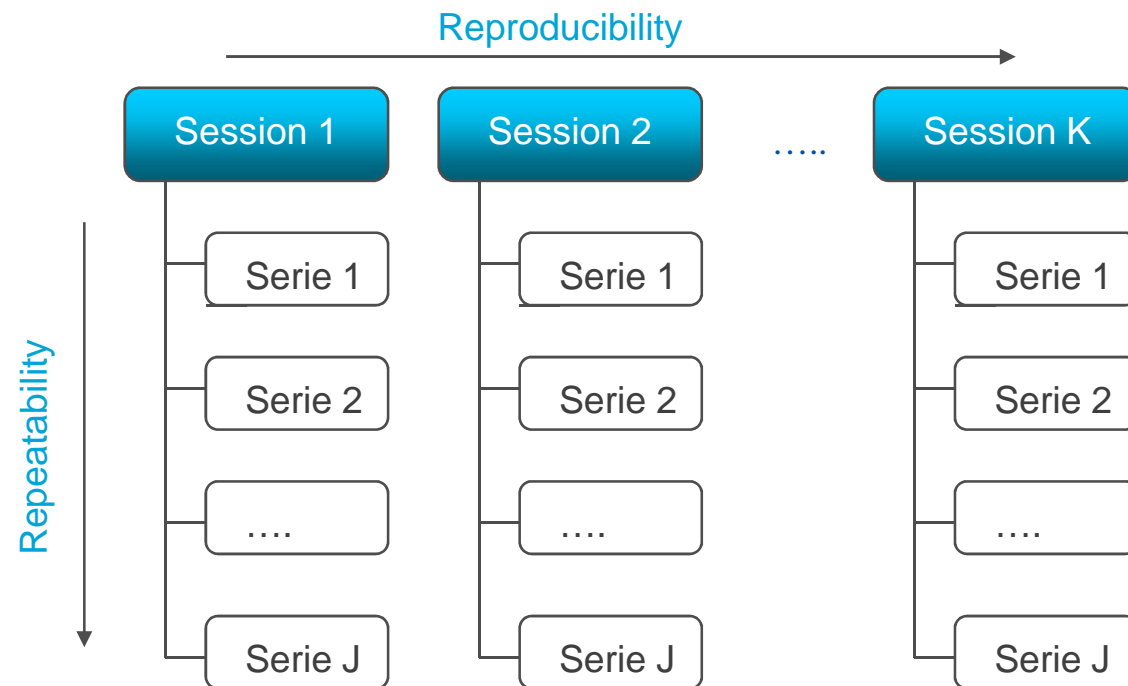 Reproducibility
Session 1
Session 2
.....
Session K
Repeatability
Serie 1
Serie 1
Serie 1
Serie 2
Serie 2
Serie 2
....
....
....
Serie J
Serie J
Serie J